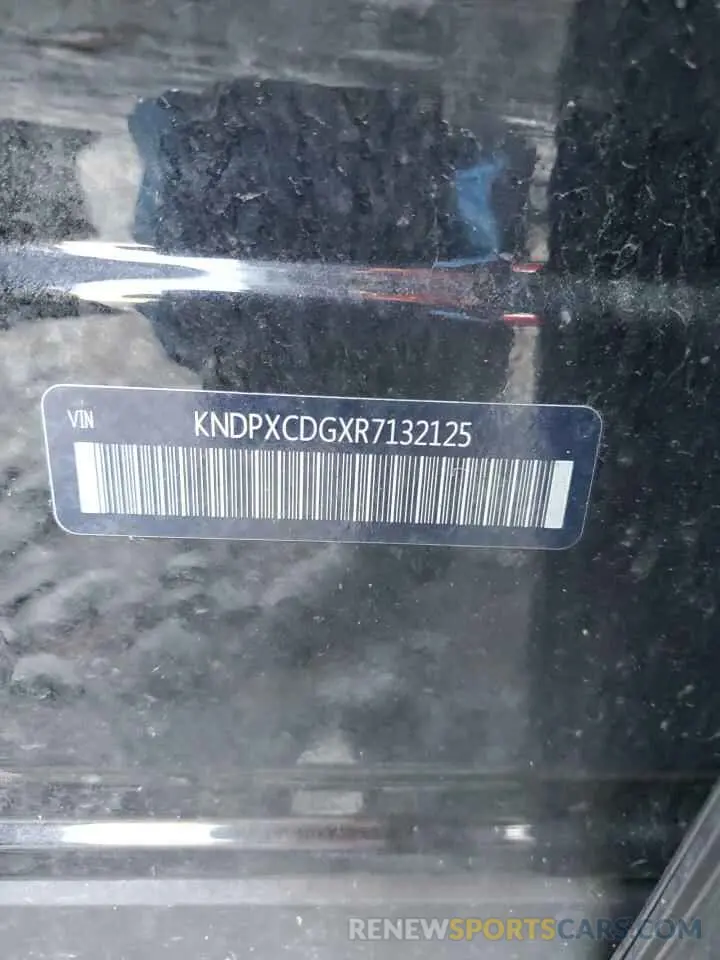 VIN KNDPXCDGXR7132125
RENEWSPORTSCARS.COM